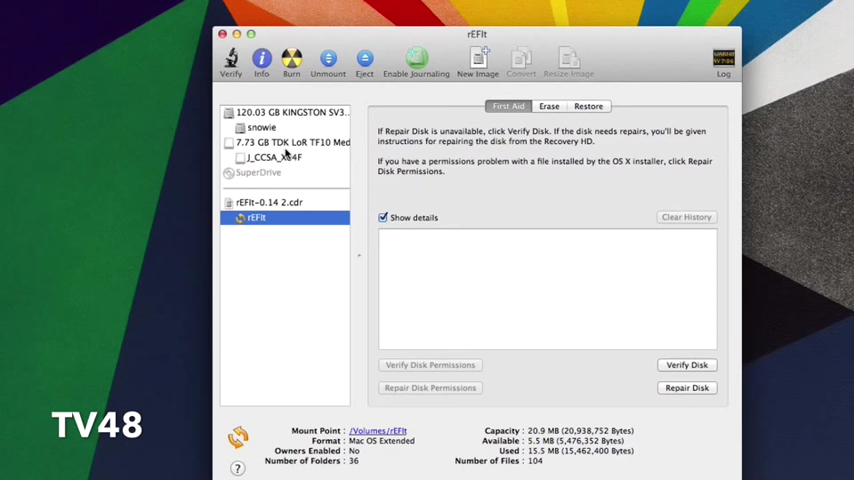 rEFIt
Verify
Info
Burn
Unmount
Eject
Enable Journaling
New Image
Convert
Resize Image
Log
120.03 GB KINGSTON SV3...
snowie
7.73 GB TDK LoR TF10 Med
SuperDrive
rEFIt-0.14 2.cdr
rEFIt
First Aid
Erase
Restore
If Repair Disk is unavailable, click Verify Disk. If the disk needs repairs, you'll be given
instructions for repairing the disk from the Recovery HD.
If you have a permissions problem with a file installed by the OS X installer, click Repair
Disk Permissions.
Show details
Clear History
Verify Disk Permissions
Verify Disk
Repair Disk Permissions
Repair Disk
Mount Point : /Volumes/rEFIt
Format : Mac OS Extended
Owners Enabled : No
Number of Folders : 36
Capacity : 20.9 MB (20,938,752 Bytes)
Available : 5.5 MB (5,476,352 Bytes)
Used : 15.5 MB (15,462,400 Bytes)
Number of Files : 104
?
TV48